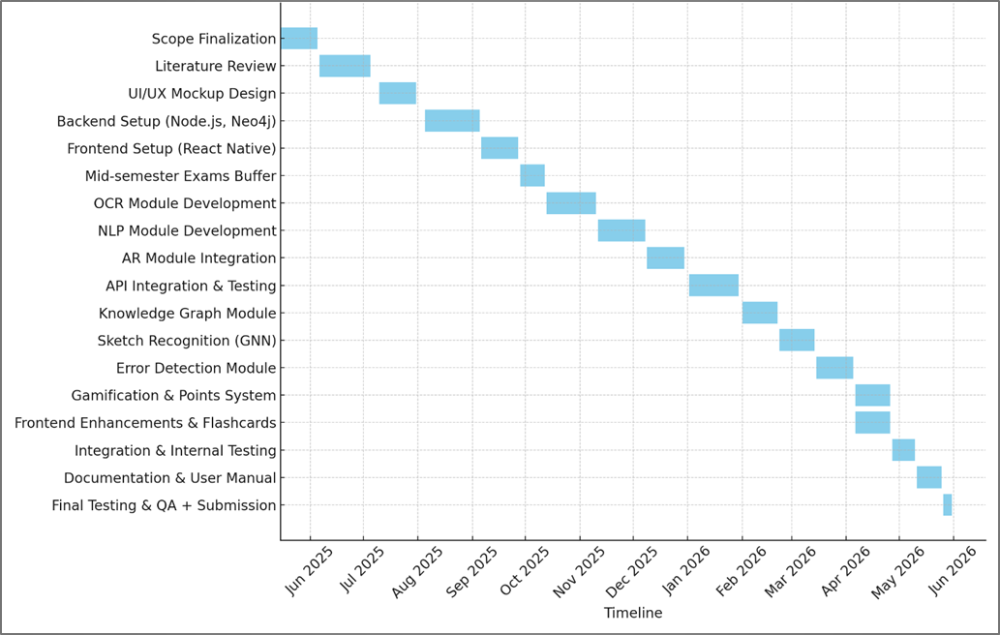 Scope Finalization
Literature Review
UI/UX Mockup Design
Backend Setup (Node.js, Neo4j)
Frontend Setup (React Native)
Mid-semester Exams Buffer
OCR Module Development
NLP Module Development
AR Module Integration
API Integration & Testing
Knowledge Graph Module
Sketch Recognition (GNN)
Error Detection Module
Gamification & Points System
Frontend Enhancements & Flashcards
Integration & Internal Testing
Documentation & User Manual
Final Testing & QA + Submission
Jun 2025
Jul 2025
Aug 2025
Sep 2025
Oct 2025
Nov 2025
Dec 2025
Jan 2026
Feb 2026
Mar 2026
Apr 2026
May 2026
Jun 2026
Timeline